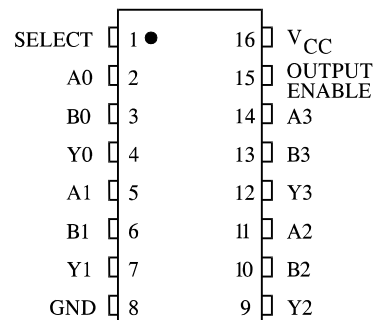 SELECT 1 16 VCC
A0 2 15 OUTPUT ENABLE
B0 3 14 A3
Y0 4 13 B3
A1 5 12 Y3
B1 6 11 A2
Y1 7 10 B2
GND 8 9 Y2